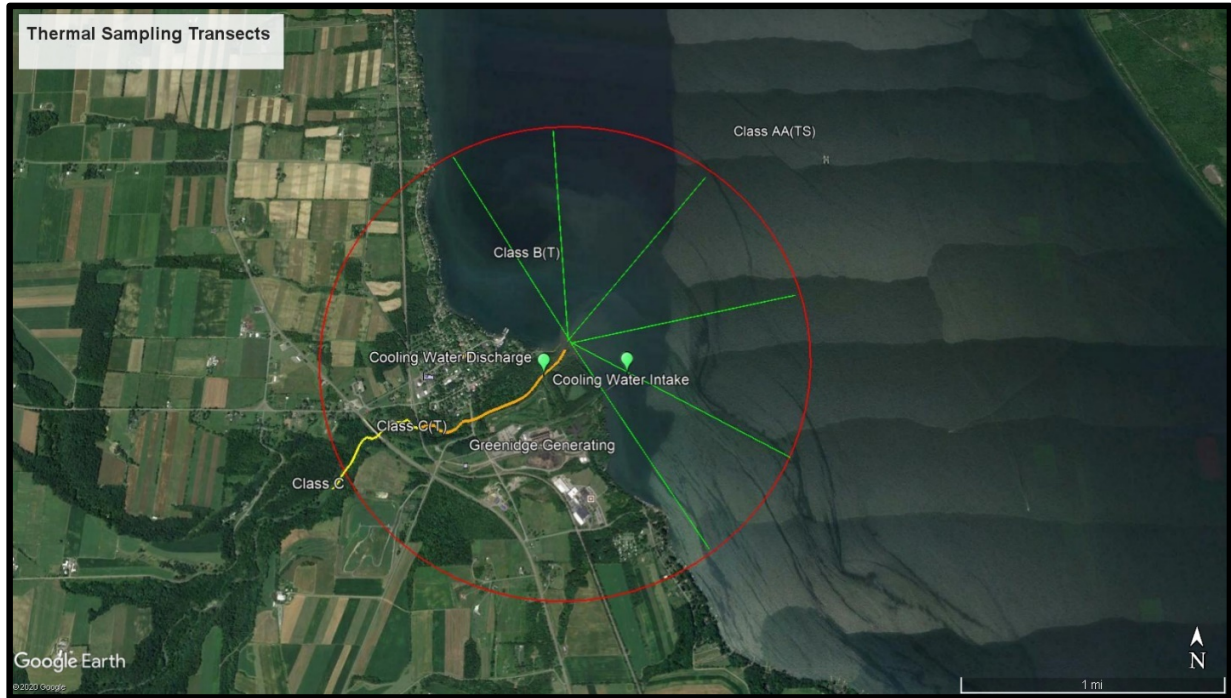 Thermal Sampling Transects
Class AA(TS)
Class B(T)
Cooling Water Discharge
Cooling Water Intake
Class C(T)
Greenidge Generating
Class C
Google Earth
©2020 Google
N
1 mi